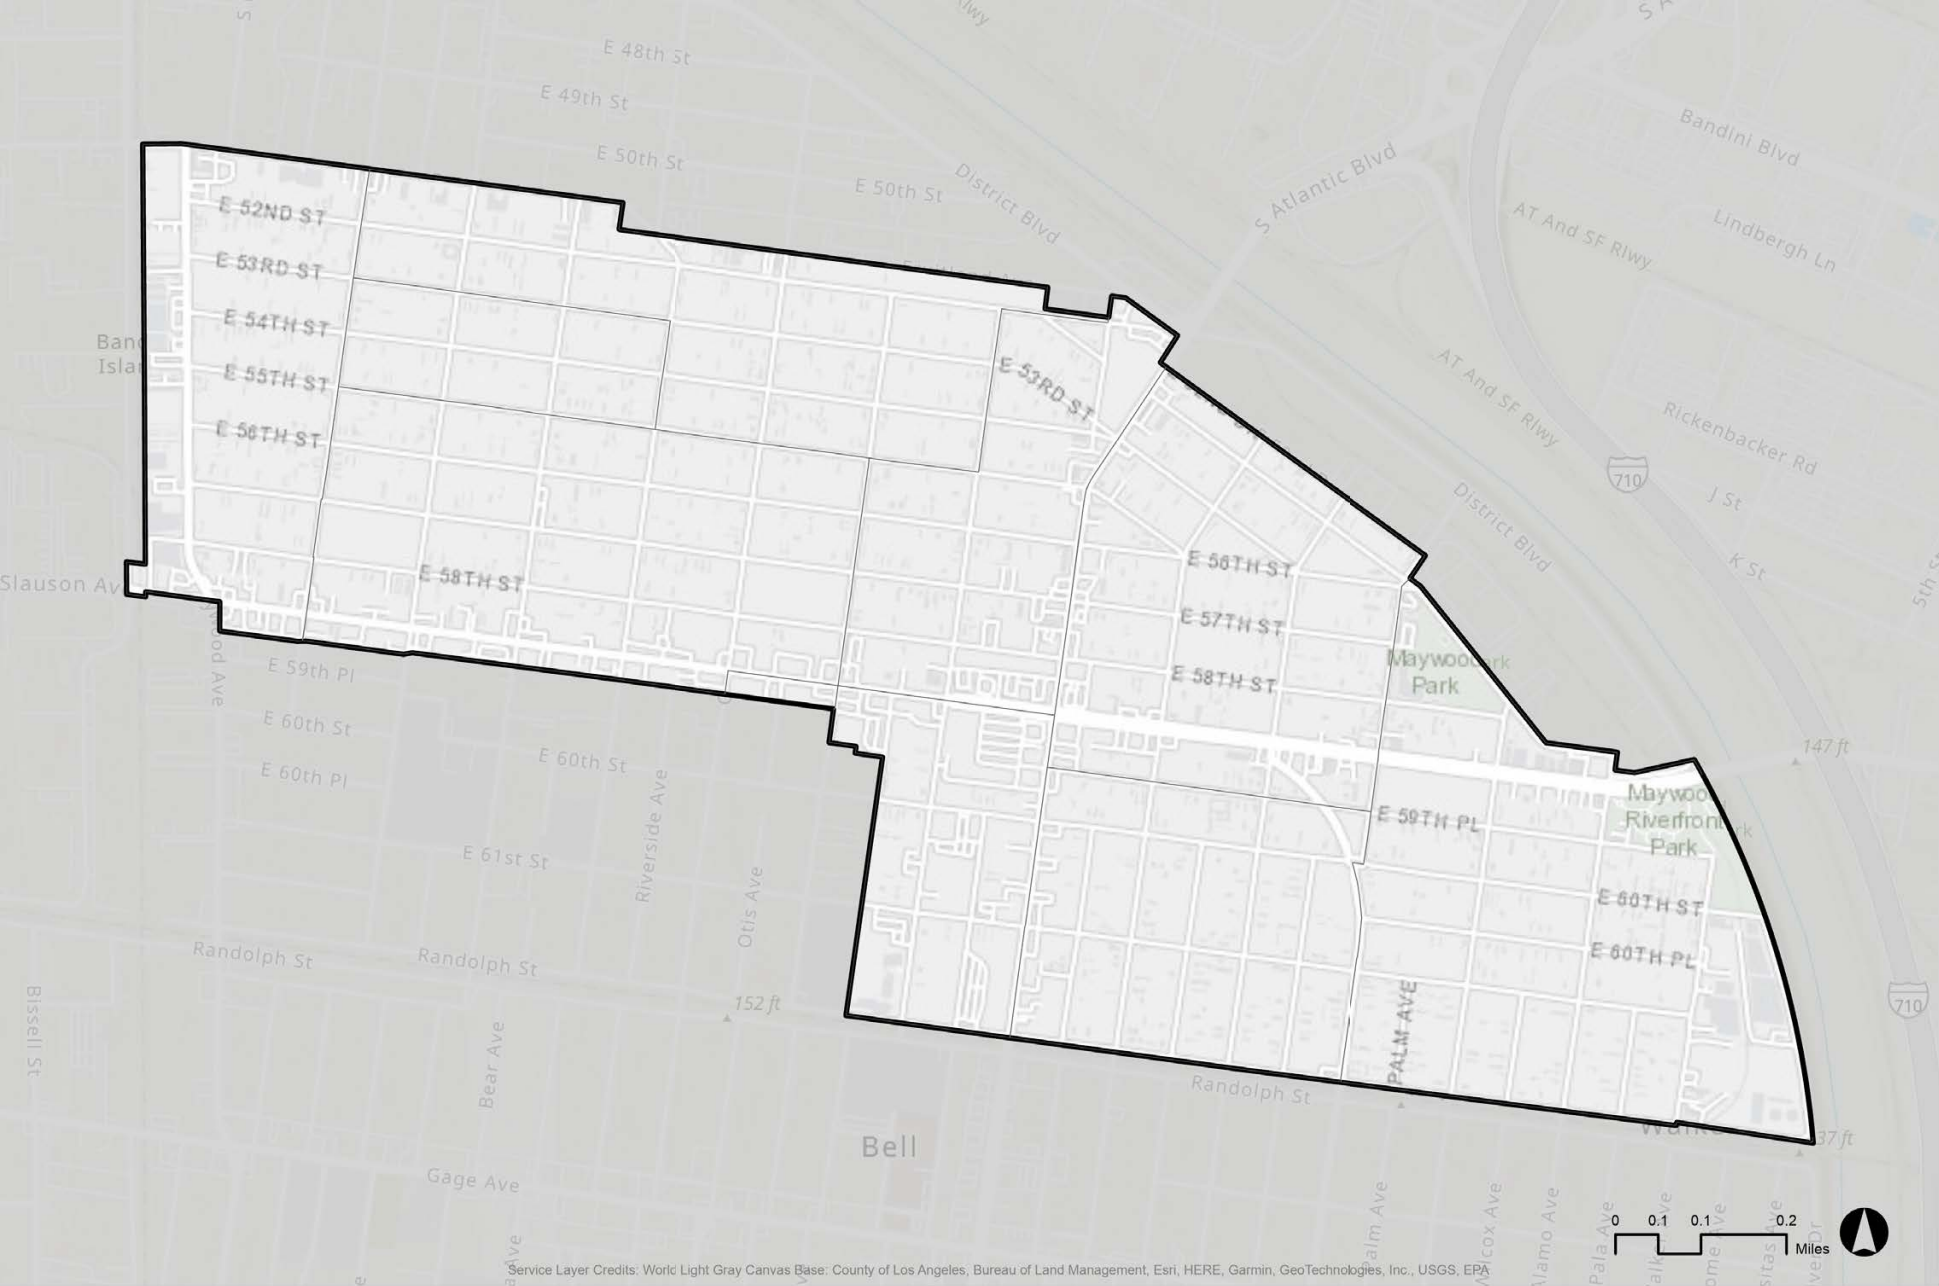 E 48th St
E 49th St
E 50th St
E 50th St
District Blvd
S Atlantic Blvd
Bandini Blvd
AT And SF Rlwy
Lindbergh Ln
AT And SF Rlwy
Rickenbacker Rd
710
J St
K St
District Blvd
E 52ND ST
E 53RD ST
E 54TH ST
E 55TH ST
E 56TH ST
E 53RD ST
E 56TH ST
E 57TH ST
E 58TH ST
E 58TH ST
Slauson Av
Maywood
Park
147 ft
E 59th Pl
E 60th St
E 60th Pl
E 60th St
E 61st St
Riverside Ave
Otis Ave
Maywood
Riverfront
Park
E 59TH PL
E 60TH ST
E 60TH PL
PALM AVE
Randolph St
Randolph St
152 ft
710
Bissell St
Bear Ave
Randolph St
37 ft
Bell
Gage Ave
Palm Ave
Alamo Ave
Pala Ave
0 0.1 0.1 0.2
Miles
Service Layer Credits: World Light Gray Canvas Base: County of Los Angeles, Bureau of Land Management, Esri, HERE, Garmin, GeoTechnologies, Inc., USGS, EPA